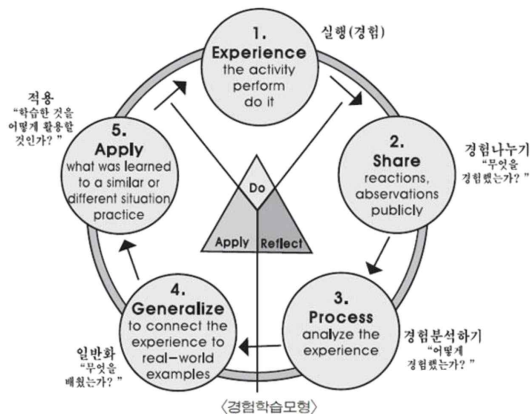 1.
Experience
the activity
perform
do it
실행(경험)
2.
Share
reactions,
abservations
publicly
경험나누기
"무엇을
경험했는가?"
3.
Process
analyze the
experience
경험분석하기
"어떻게
경험했는가?"
4.
Generalize
to connect the
experience to
real-world
examples
일반화
"무엇을
배웠는가?"
5.
Apply
what was learned
to a similar or
different situation
practice
적용
"학습한 것을
어떻게 활용할
것인가?"
Do
Apply
Reflect
〈경험학습모형〉